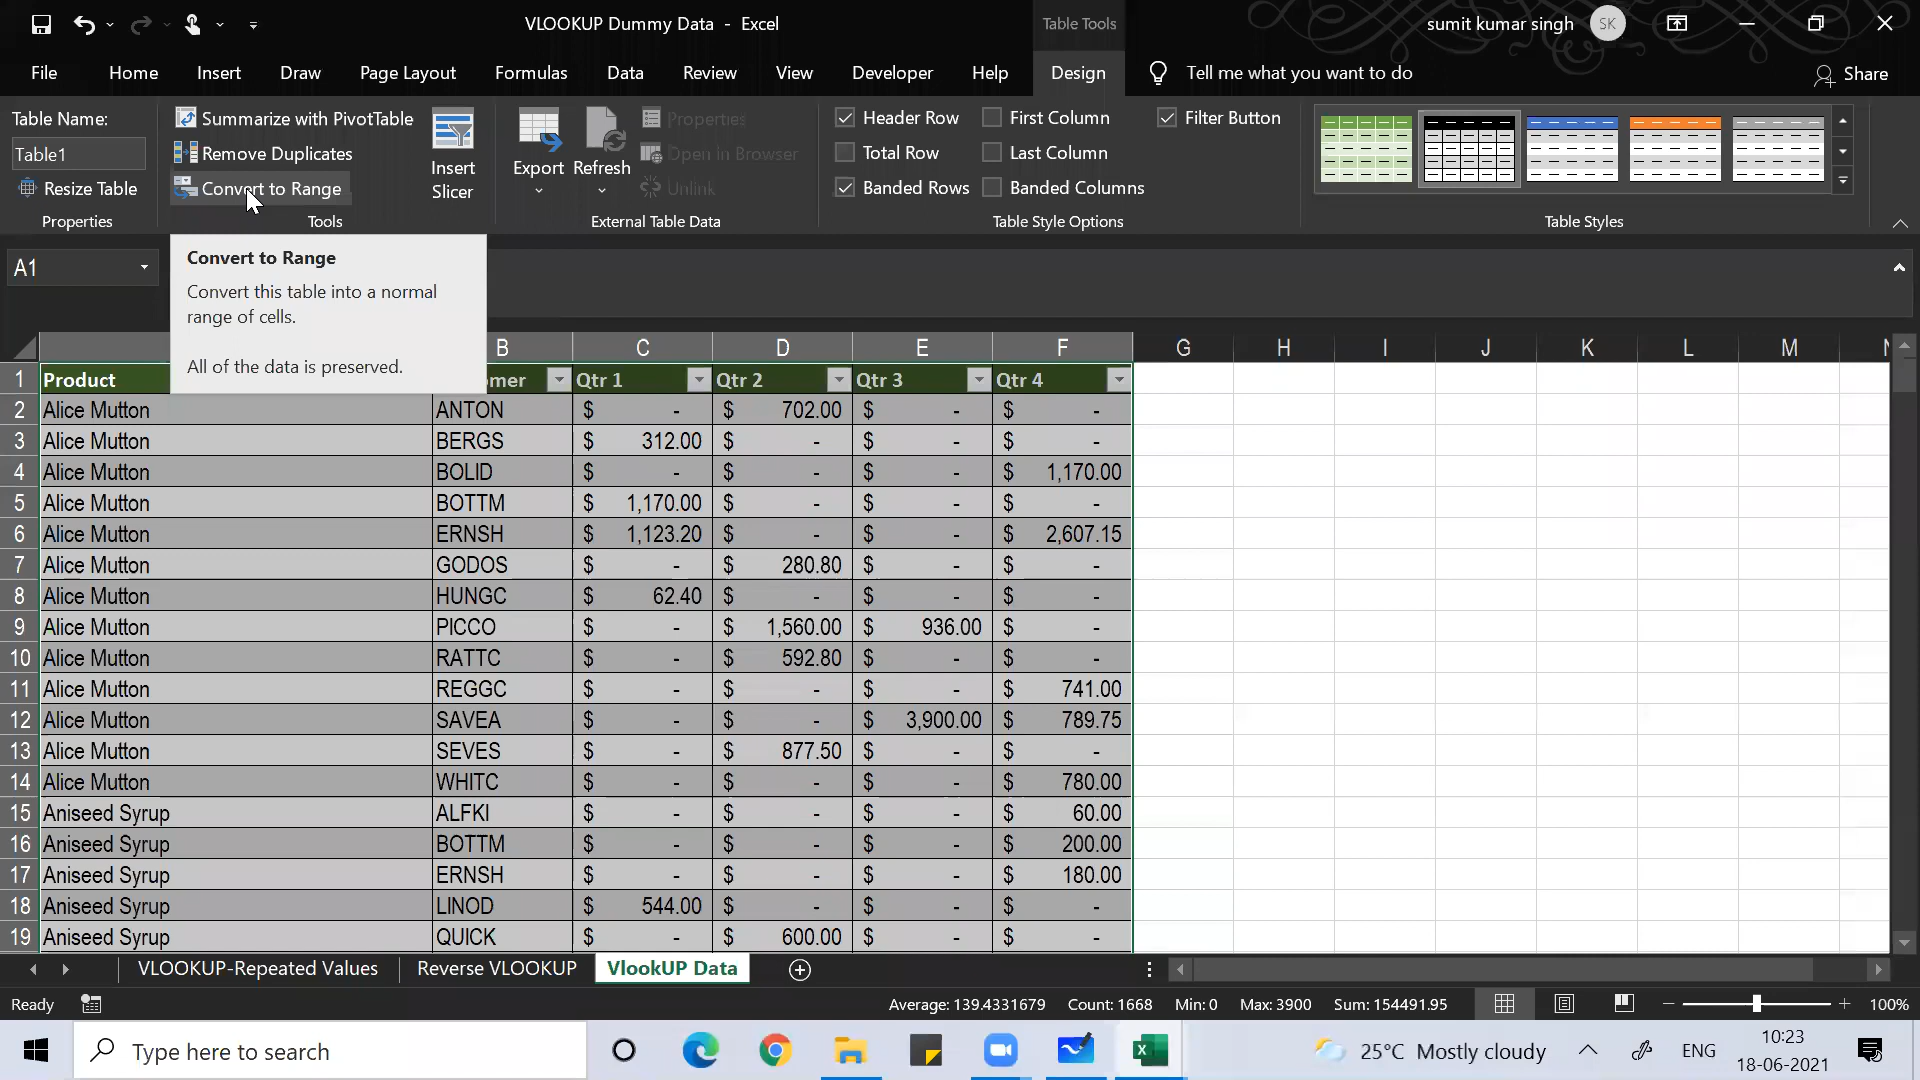 VLOOKUP Dummy Data - Excel
Table Tools
sumit kumar singh
SK
File
Home
Insert
Draw
Page Layout
Formulas
Data
Review
View
Developer
Help
Design
Tell me what you want to do
Share
Table Name:
Table1
Resize Table
Properties
Summarize with PivotTable
Remove Duplicates
Convert to Range
Tools
Insert
Slicer
Export
Refresh
Properties
Open in Browser
Unlink
External Table Data
Header Row
First Column
Filter Button
Total Row
Last Column
Banded Rows
Banded Columns
Table Style Options
Table Styles
A1
Convert to Range
Convert this table into a normal
range of cells.
All of the data is preserved.
B C D E F G H I J K L M
1 Product omer Qtr 1 Qtr 2 Qtr 3 Qtr 4
2 Alice Mutton ANTON $ - $ 702.00 $ - $ -
3 Alice Mutton BERGS $ 312.00 $ - $ - $ -
4 Alice Mutton BOLID $ - $ - $ - $ 1,170.00
5 Alice Mutton BOTTM $ 1,170.00 $ - $ - $ -
6 Alice Mutton ERNSH $ 1,123.20 $ - $ - $ 2,607.15
7 Alice Mutton GODOS $ - $ 280.80 $ - $ -
8 Alice Mutton HUNGC $ 62.40 $ - $ - $ -
9 Alice Mutton PICCO $ - $ 1,560.00 $ 936.00 $ -
10 Alice Mutton RATTC $ - $ 592.80 $ - $ -
11 Alice Mutton REGGC $ - $ - $ - $ 741.00
12 Alice Mutton SAVEA $ - $ - $ 3,900.00 $ 789.75
13 Alice Mutton SEVES $ - $ 877.50 $ - $ -
14 Alice Mutton WHITC $ - $ - $ - $ 780.00
15 Aniseed Syrup ALFKI $ - $ - $ - $ 60.00
16 Aniseed Syrup BOTTM $ - $ - $ - $ 200.00
17 Aniseed Syrup ERNSH $ - $ - $ - $ 180.00
18 Aniseed Syrup LINOD $ 544.00 $ - $ - $ -
19 Aniseed Syrup QUICK $ - $ 600.00 $ - $ -
VLOOKUP-Repeated Values
Reverse VLOOKUP
VlookUP Data
Ready
Average: 139.4331679 Count: 1668 Min: 0 Max: 3900 Sum: 154491.95
100%
Type here to search
25°C Mostly cloudy
ENG
10:23
18-06-2021